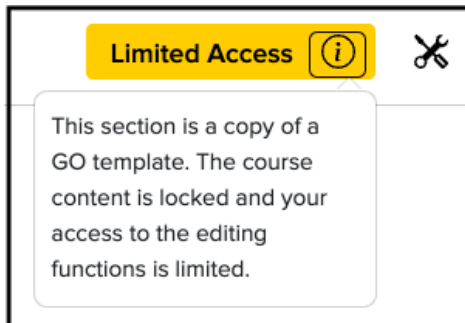 Limited Access i
This section is a copy of a
GO template. The course
content is locked and your
access to the editing
functions is limited.